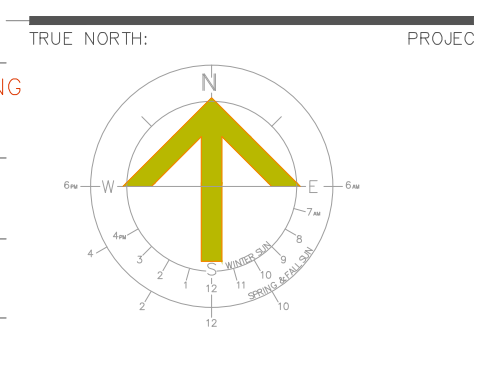 TRUE NORTH:
PROJEC
NG
N
6PM W E 6AM
7AM
4PM 8
4 3 9
2 10
1 11
S
12
WINTER SUN
SPRING & FALL SUN
2 12 10